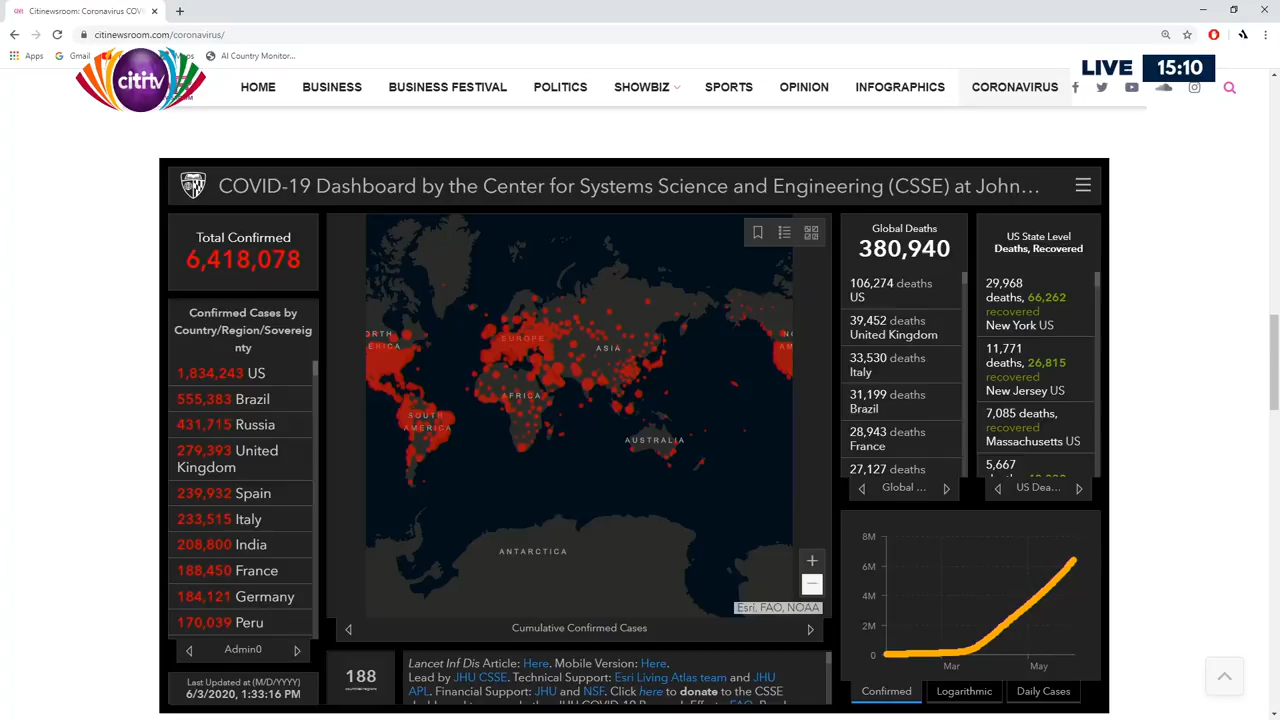 Citinewsroom: Coronavirus COVI
citinewsroom.com/coronavirus/
Apps
Gmail
AI Country Monitor...
citi tv
HOME
BUSINESS
BUSINESS FESTIVAL
POLITICS
SHOWBIZ
SPORTS
OPINION
INFOGRAPHICS
CORONAVIRUS
LIVE
15:10
COVID-19 Dashboard by the Center for Systems Science and Engineering (CSSE) at John…
Total Confirmed
6,418,078
Confirmed Cases by
Country/Region/Sovereig
nty
1,834,243 US
555,383 Brazil
431,715 Russia
279,393 United
Kingdom
239,932 Spain
233,515 Italy
208,800 India
188,450 France
184,121 Germany
170,039 Peru
Admin0
Last Updated at (M/D/YYYY)
6/3/2020, 1:33:16 PM
EUROPE
ASIA
AFRICA
SOUTH
AMERICA
AUSTRALIA
ANTARCTICA
Esri, FAO, NOAA
Cumulative Confirmed Cases
188
countries/regions
Lancet Inf Dis Article: Here. Mobile Version: Here.
Lead by JHU CSSE. Technical Support: Esri Living Atlas team and JHU
APL. Financial Support: JHU and NSF. Click here to donate to the CSSE
Global Deaths
380,940
106,274 deaths
US
39,452 deaths
United Kingdom
33,530 deaths
Italy
31,199 deaths
Brazil
28,943 deaths
France
27,127 deaths
Global ...
US State Level
Deaths, Recovered
29,968
deaths, 66,262
recovered
New York US
11,771
deaths, 26,815
recovered
New Jersey US
7,085 deaths,
recovered
Massachusetts US
5,667
US Dea...
8M
6M
4M
2M
0
Mar
May
Confirmed
Logarithmic
Daily Cases